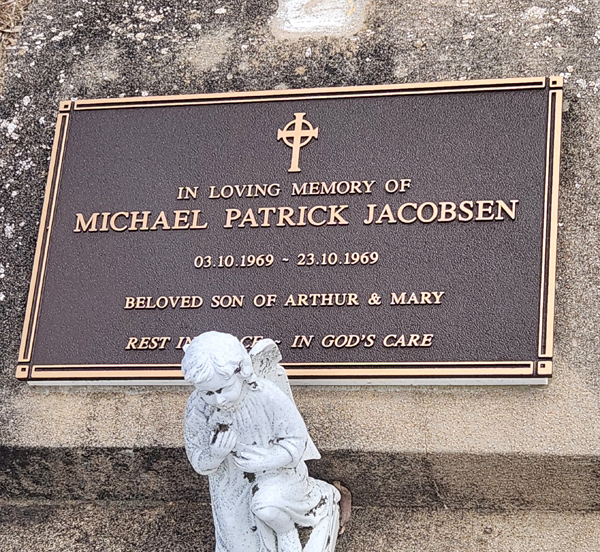 IN LOVING MEMORY OF
MICHAEL PATRICK JACOBSEN
03.10.1969 ~ 23.10.1969
BELOVED SON OF ARTHUR & MARY
REST IN ~ IN GOD'S CARE